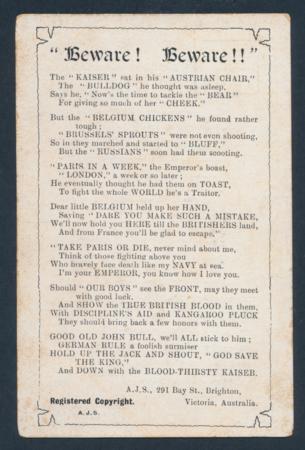 "Beware! Beware!!"
The "KAISER" sat in his "AUSTRIAN CHAIR,"
The "BULLDOG" he thought was asleep,
Says he, "Now's the time to tackle the "BEAR"
For giving so much of her "CHEEK."
But the "BELGIUM CHICKENS" he found rather
tough;
"BRUSSELS' SPROUTS" were not even shooting,
So in they marched and started to "BLUFF,"
But the "RUSSIANS" soon had them scooting.
"PARIS IN A WEEK," the Emperor's boast,
"LONDON," a week or so later;
He eventually thought he had them on TOAST,
To fight the whole WORLD he's a Traitor.
Dear little BELGIUM held up her HAND,
Saying "DARE YOU MAKE SUCH A MISTAKE,
We'll now hold you HERE till the BRITISHERS land,
And from France you'll be glad to escape."
"TAKE PARIS OR DIE, never mind about me,
Think of those fighting above you
Who bravely face death like my NAVY at sea.
I'm your EMPEROR, you know how I love you.
Should "OUR BOYS" see the FRONT, may they meet
with good luck.
And SHOW the TRUE BRITISH BLOOD in them,
With DISCIPLINE'S AID and KANGAROO PLUCK
They should bring back a few honors with them.
GOOD OLD JOHN BULL, we'll ALL stick to him;
GERMAN RULE a foolish surmiser
HOLD UP THE JACK AND SHOUT, "GOD SAVE
THE KING,"
And DOWN with the BLOOD-THIRSTY KAISER.
A.J.S., 291 Bay St., Brighton,
Registered Copyright. Victoria, Australia.
A.J.S.